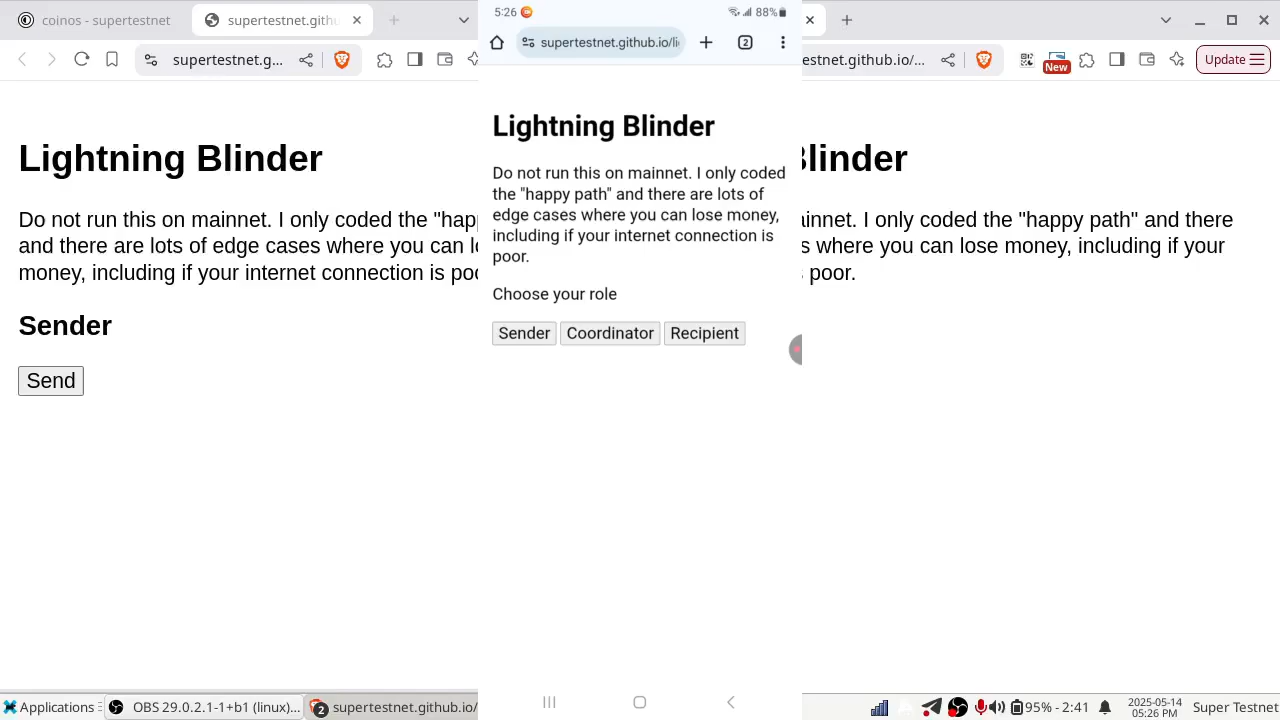 coinos - supertestnet
supertestnet.gith
supertestnet.g...
Lightning Blinder
Do not run this on mainnet. I only coded the "hap
and there are lots of edge cases where you can l
money, including if your internet connection is poo
Sender
Send
5:26
88%
supertestnet.github.io/li
2
Lightning Blinder
Do not run this on mainnet. I only coded
the "happy path" and there are lots of
edge cases where you can lose money,
including if your internet connection is
poor.
Choose your role
Sender Coordinator Recipient
estnet.github.io/...
New
Update
Blinder
ainnet. I only coded the "happy path" and there
s where you can lose money, including if your
poor.
Applications
OBS 29.0.2.1-1+b1 (linux)...
2
supertestnet.github.io/
95% - 2:41
2025-05-14
05:26 PM
Super Testnet